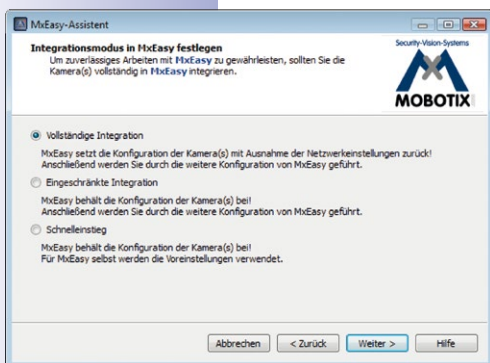 MxEasy-Assistent
Integrationsmodus in MxEasy festlegen
Um zuverlässiges Arbeiten mit MxEasy zu gewährleisten, sollten Sie die
Kamera(s) vollständig in MxEasy integrieren.
Security-Vision-Systems
MOBOTIX
Vollständige Integration
MxEasy setzt die Konfiguration der Kamera(s) mit Ausnahme der Netzwerkeinstellungen zurück!
Anschließend werden Sie durch die weitere Konfiguration von MxEasy geführt.
Eingeschränkte Integration
MxEasy behält die Konfiguration der Kamera(s) bei!
Anschließend werden Sie durch die weitere Konfiguration von MxEasy geführt.
Schnelleinstieg
MxEasy behält die Konfiguration der Kamera(s) bei!
Für MxEasy selbst werden die Voreinstellungen verwendet.
Abbrechen
< Zurück
Weiter >
Hilfe